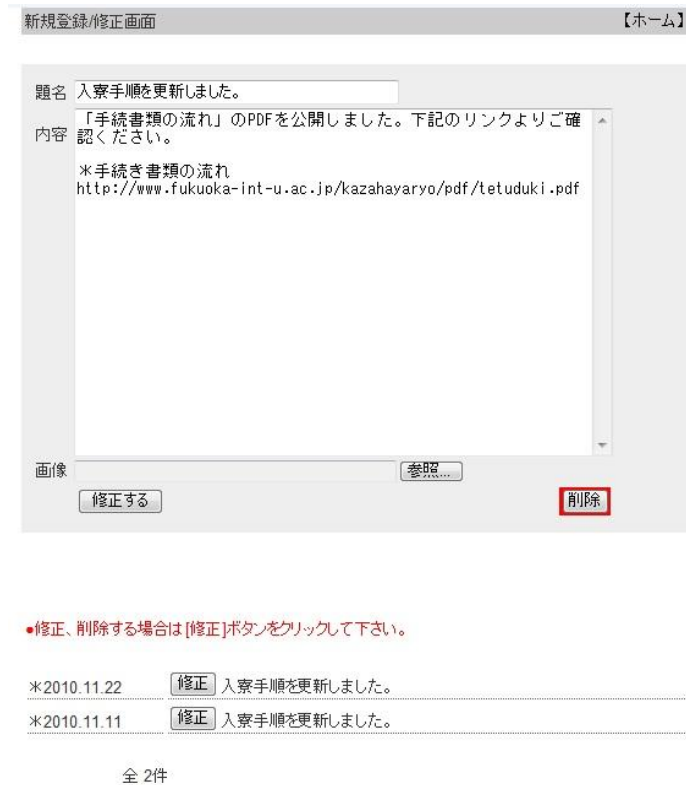 新規登録/修正画面 【ホーム】
題名 入寮手順を更新しました。
内容 「手続書類の流れ」のPDFを公開しました。下記のリンクよりご確
認ください。
＊手続き書類の流れ
http://www.fukuoka-int-u.ac.jp/kazahayaryo/pdf/tetuduki.pdf
画像 参照...
修正する 削除
●修正、削除する場合は[修正]ボタンをクリックして下さい。
＊2010.11.22 修正 入寮手順を更新しました。
＊2010.11.11 修正 入寮手順を更新しました。
全 2件